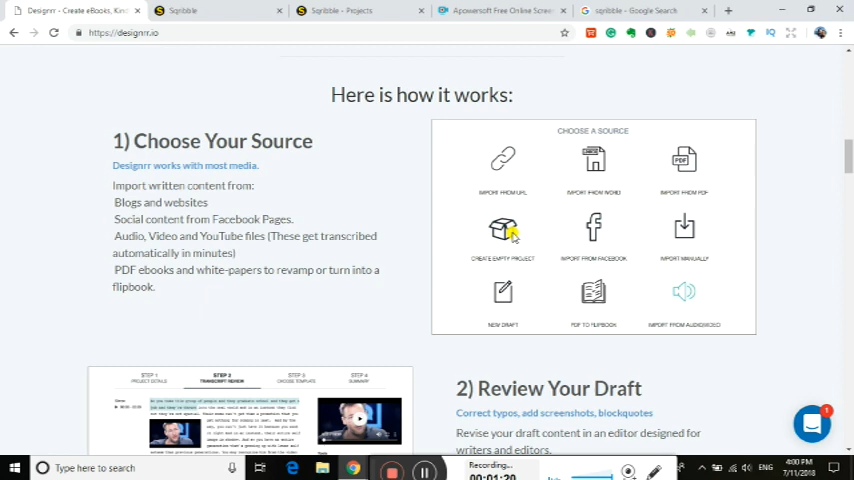 Designrr - Create eBooks, Kind
Sqribble
Sqribble - Projects
Apowersoft Free Online Screen
sqribble - Google Search
https://designrr.io
Here is how it works:
1) Choose Your Source
Designrr works with most media.
Import written content from:
Blogs and websites
Social content from Facebook Pages.
Audio, Video and YouTube files (These get transcribed
automatically in minutes)
PDF ebooks and white-papers to revamp or turn into a
flipbook.
CHOOSE A SOURCE
IMPORT FROM URL
IMPORT FROM WORD
PDF
IMPORT FROM PDF
CREATE EMPTY PROJECT
IMPORT FROM FACEBOOK
IMPORT MANUALLY
NEW DRAFT
PDF TO FLIPBOOK
IMPORT FROM AUDIO/VIDEO
STEP 1
PROJECT DETAILS
STEP 2
TRANSCRIPT REVIEW
STEP 3
CHOOSE TEMPLATE
STEP 4
SUMMARY
2) Review Your Draft
Correct typos, add screenshots, blockquotes
Revise your draft content in an editor designed for
writers and editors.
1
Type here to search
Recording...
00:01:20
ENG
4:00 PM
7/11/2018